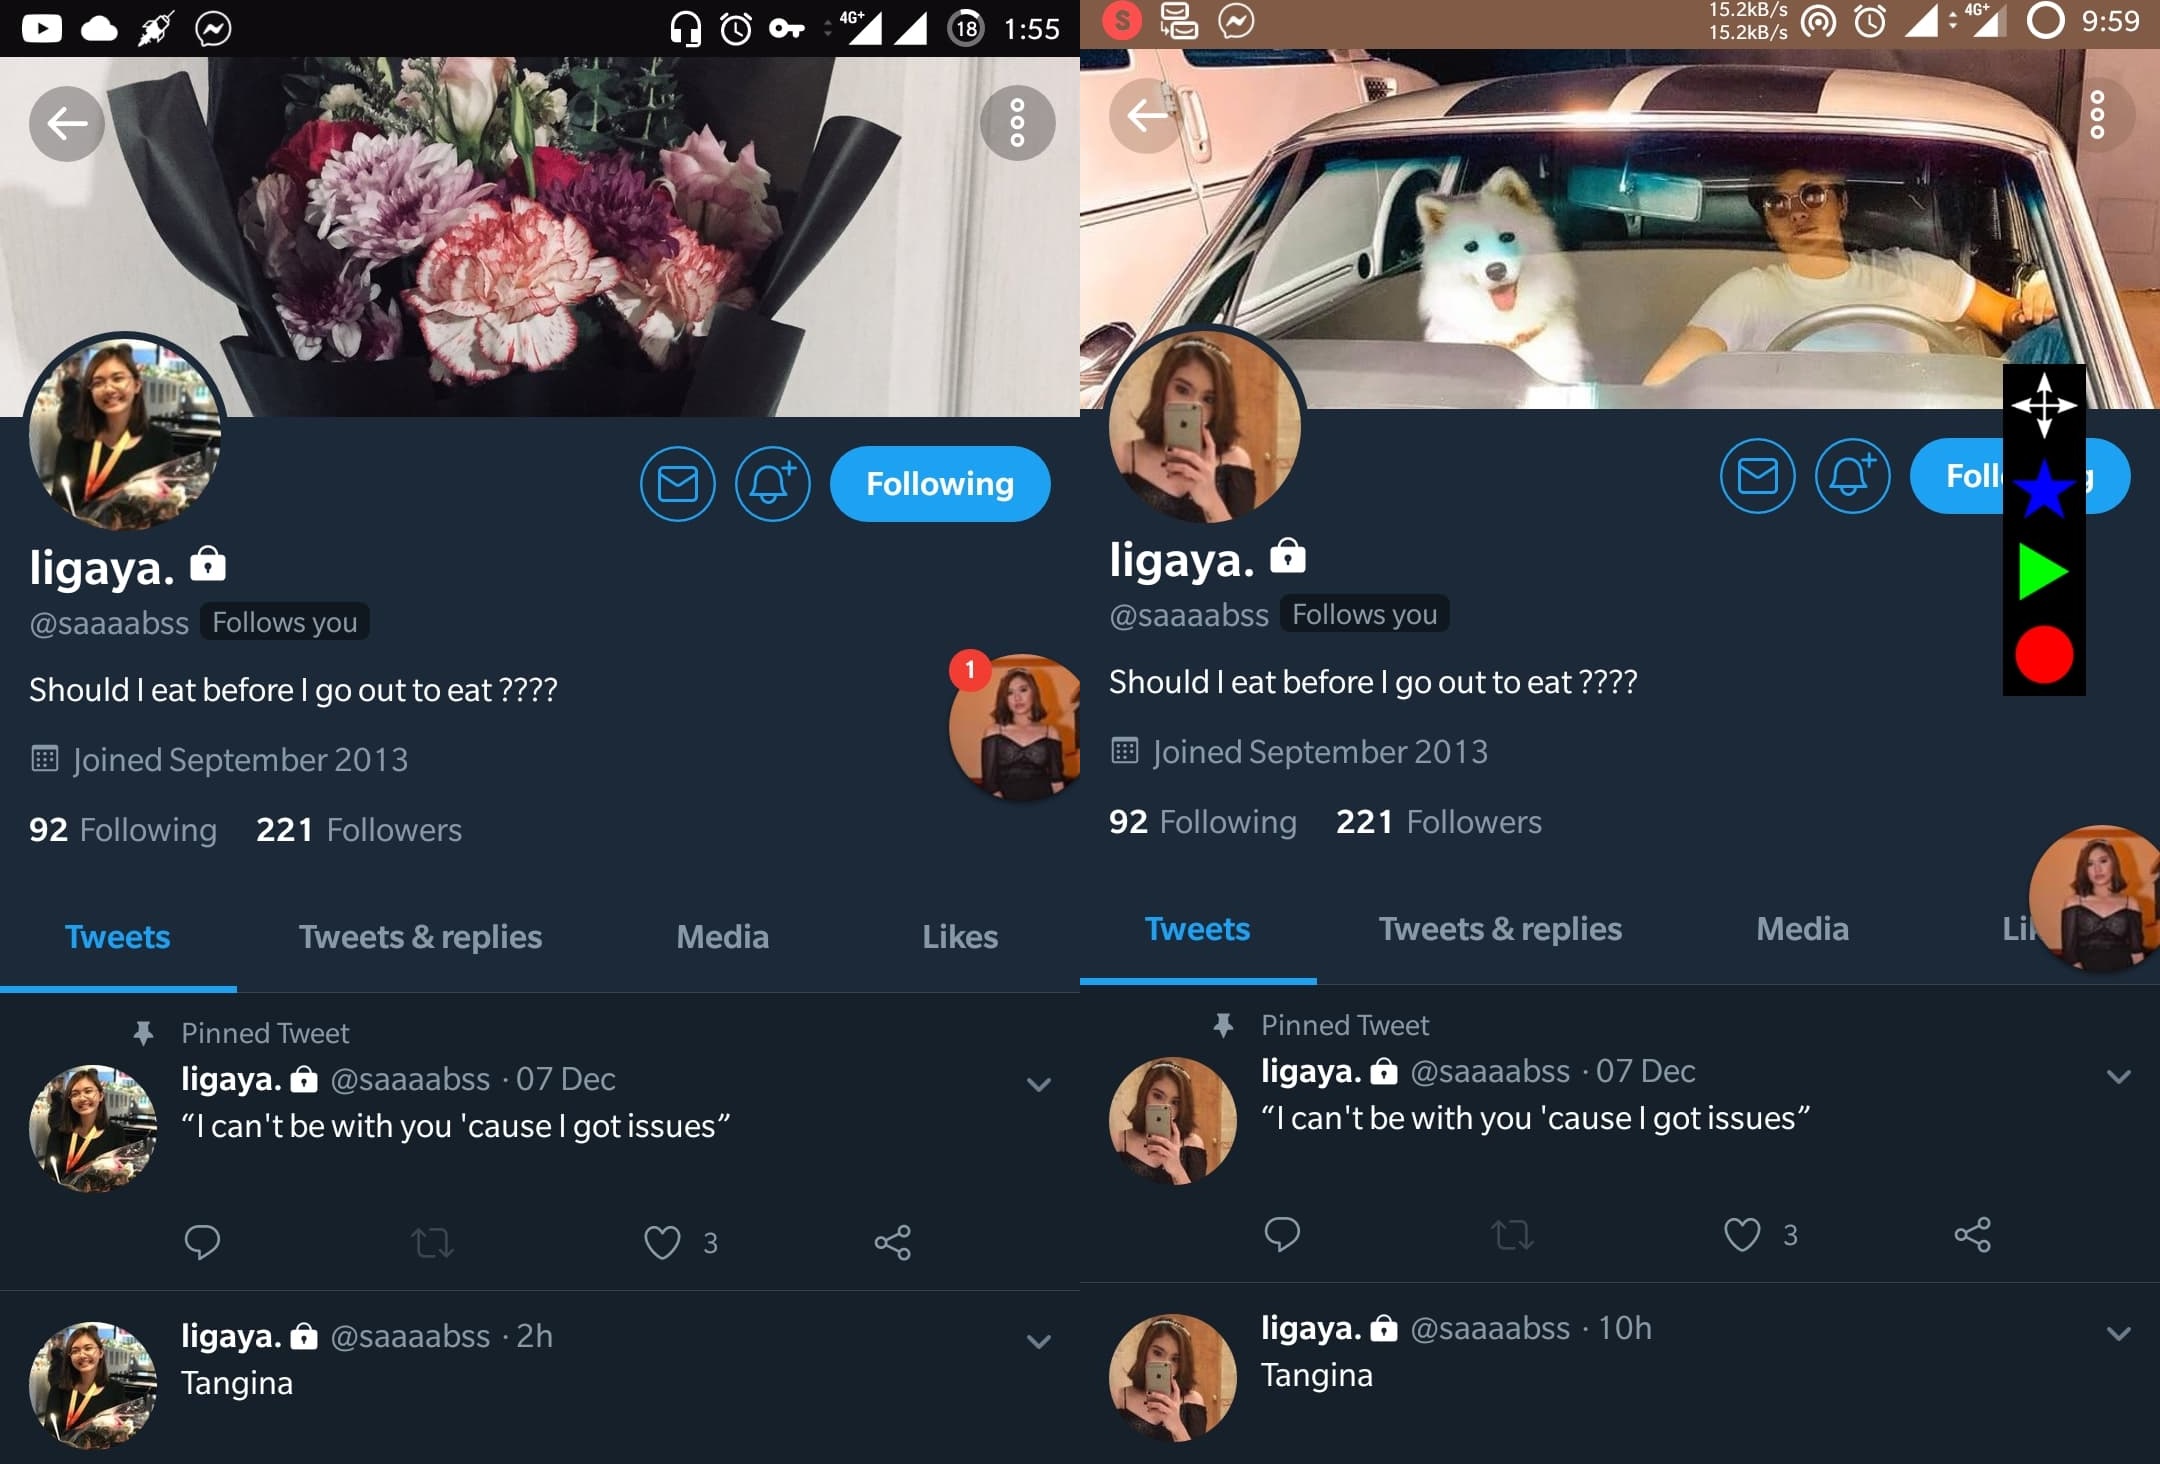 18 1:55
Following
ligaya.
@saaaabss Follows you
Should I eat before I go out to eat ????
Joined September 2013
1
92 Following 221 Followers
Tweets Tweets & replies Media Likes
Pinned Tweet
ligaya. @saaaabss · 07 Dec
“I can't be with you 'cause I got issues”
3
ligaya. @saaaabss · 2h
Tangina
S 15.2kB/s 4G+ 9:59
15.2kB/s
Foll g
ligaya.
@saaaabss Follows you
Should I eat before I go out to eat ????
Joined September 2013
92 Following 221 Followers
Tweets Tweets & replies Media Li
Pinned Tweet
ligaya. @saaaabss · 07 Dec
“I can't be with you 'cause I got issues”
3
ligaya. @saaaabss · 10h
Tangina